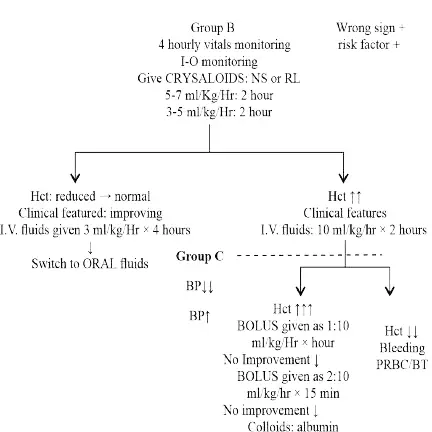 Group B
4 hourly vitals monitoring
I-O monitoring
Give CRYSALOIDS: NS or RL
5-7 ml/Kg/Hr: 2 hour
3-5 ml/kg/Hr: 2 hour
Wrong sign +
risk factor +
Hct: reduced → normal
Clinical featured: improving
I.V. fluids given 3 ml/kg/Hr × 4 hours
↓
Switch to ORAL fluids
Hct ↑↑
Clinical features
I.V. fluids: 10 ml/kg/hr × 2 hours
Group C
BP↓↓
BP↑
Hct ↑↑↑
BOLUS given as 1:10
ml/kg/Hr × hour
No Improvement ↓
BOLUS given as 2:10
ml/kg/hr × 15 min
No improvement ↓
Colloids: albumin
Hct ↓↓
Bleeding
PRBC/BT